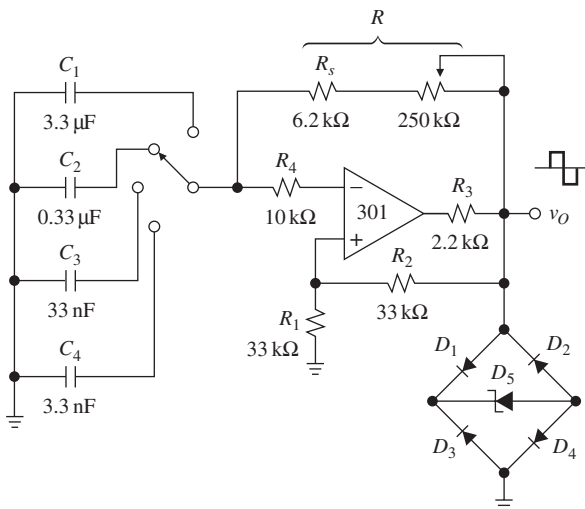 R
C₁
3.3 µF
R_s
6.2 kΩ
250 kΩ
C₂
0.33 µF
R₄
10 kΩ
−
+
301
R₃
2.2 kΩ
v_O
C₃
33 nF
R₂
33 kΩ
R₁
33 kΩ
C₄
3.3 nF
D₁
D₂
D₅
D₃
D₄